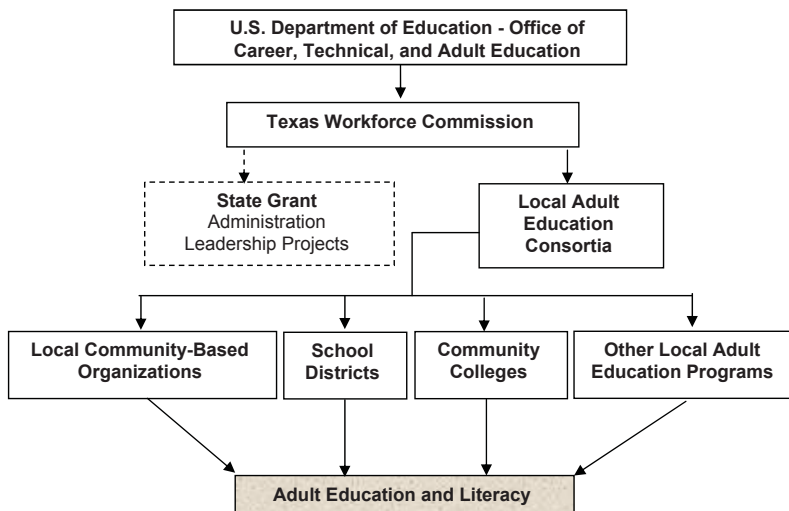 U.S. Department of Education - Office of
Career, Technical, and Adult Education
Texas Workforce Commission
State Grant
Administration
Leadership Projects
Local Adult
Education
Consortia
Local Community-Based
Organizations
School
Districts
Community
Colleges
Other Local Adult
Education Programs
Adult Education and Literacy